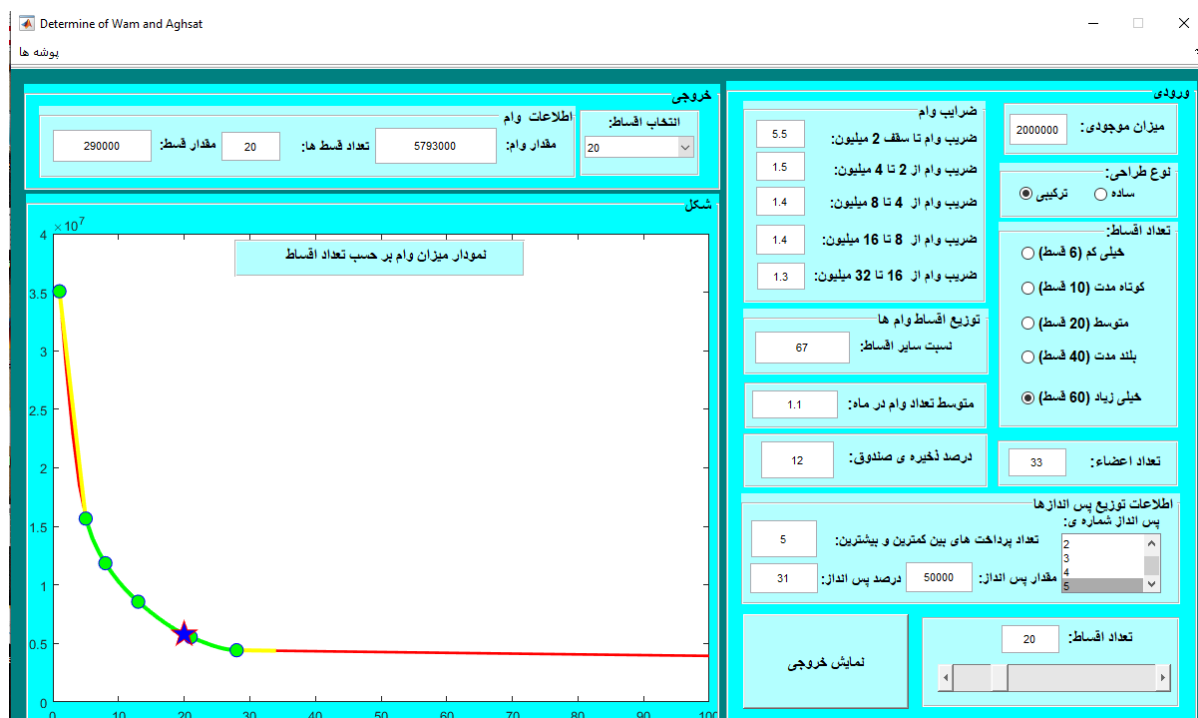 Determine of Wam and Aghsat
پوشه ها
ورودی
میزان موجودی: 2000000
نوع طراحی:
ساده ترکیبی
تعداد اقساط:
خیلی کم (6 قسط)
کوتاه مدت (10 قسط)
متوسط (20 قسط)
بلند مدت (40 قسط)
خیلی زیاد (60 قسط)
تعداد اعضاء: 33
ضرایب وام
ضریب وام تا سقف 2 میلیون: 5.5
ضریب وام از 2 تا 4 میلیون: 1.5
ضریب وام از 4 تا 8 میلیون: 1.4
ضریب وام از 8 تا 16 میلیون: 1.4
ضریب وام از 16 تا 32 میلیون: 1.3
توزیع اقساط وام ها
نسبت سایر اقساط: 67
متوسط تعداد وام در ماه: 1.1
درصد ذخیره ی صندوق: 12
اطلاعات توزیع پس اندازها
پس انداز شماره ی:
2
3
4
5
تعداد پرداخت های بین کمترین و بیشترین: 5
مقدار پس انداز: 50000 درصد پس انداز: 31
تعداد اقساط: 20
نمایش خروجی
خروجی
انتخاب اقساط:
20
اطلاعات وام
مقدار وام: 5793000 تعداد قسط ها: 20 مقدار قسط: 290000
شکل
نمودار میزان وام بر حسب تعداد اقساط
×10⁷
4
3.5
3
2.5
2
1.5
1
0.5
0
0 10 20 30 40 50 60 70 80 90 100